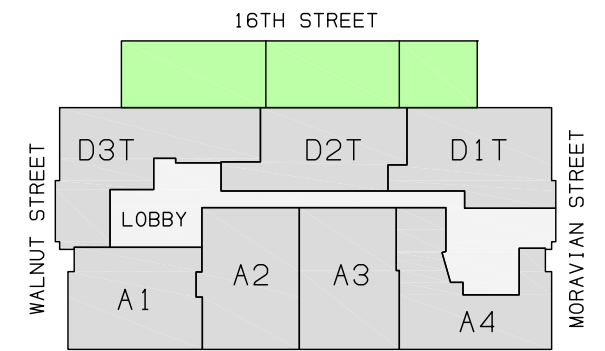 16TH STREET
D3T
D2T
D1T
WALNUT STREET
MORAVIAN STREET
LOBBY
A1
A2
A3
A4